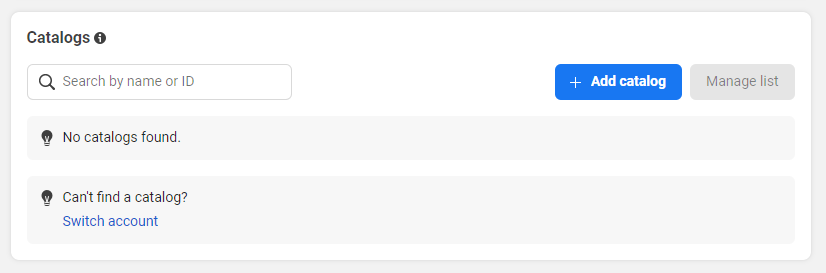 Catalogs
Search by name or ID
+ Add catalog
Manage list
No catalogs found.
Can't find a catalog?
Switch account